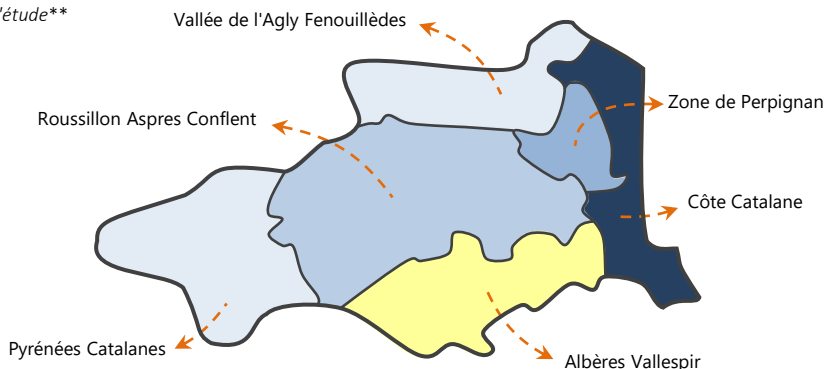 'étude**
Vallée de l'Agly Fenouillèdes
Zone de Perpignan
Roussillon Aspres Conflent
Côte Catalane
Pyrénées Catalanes
Albères Vallespir